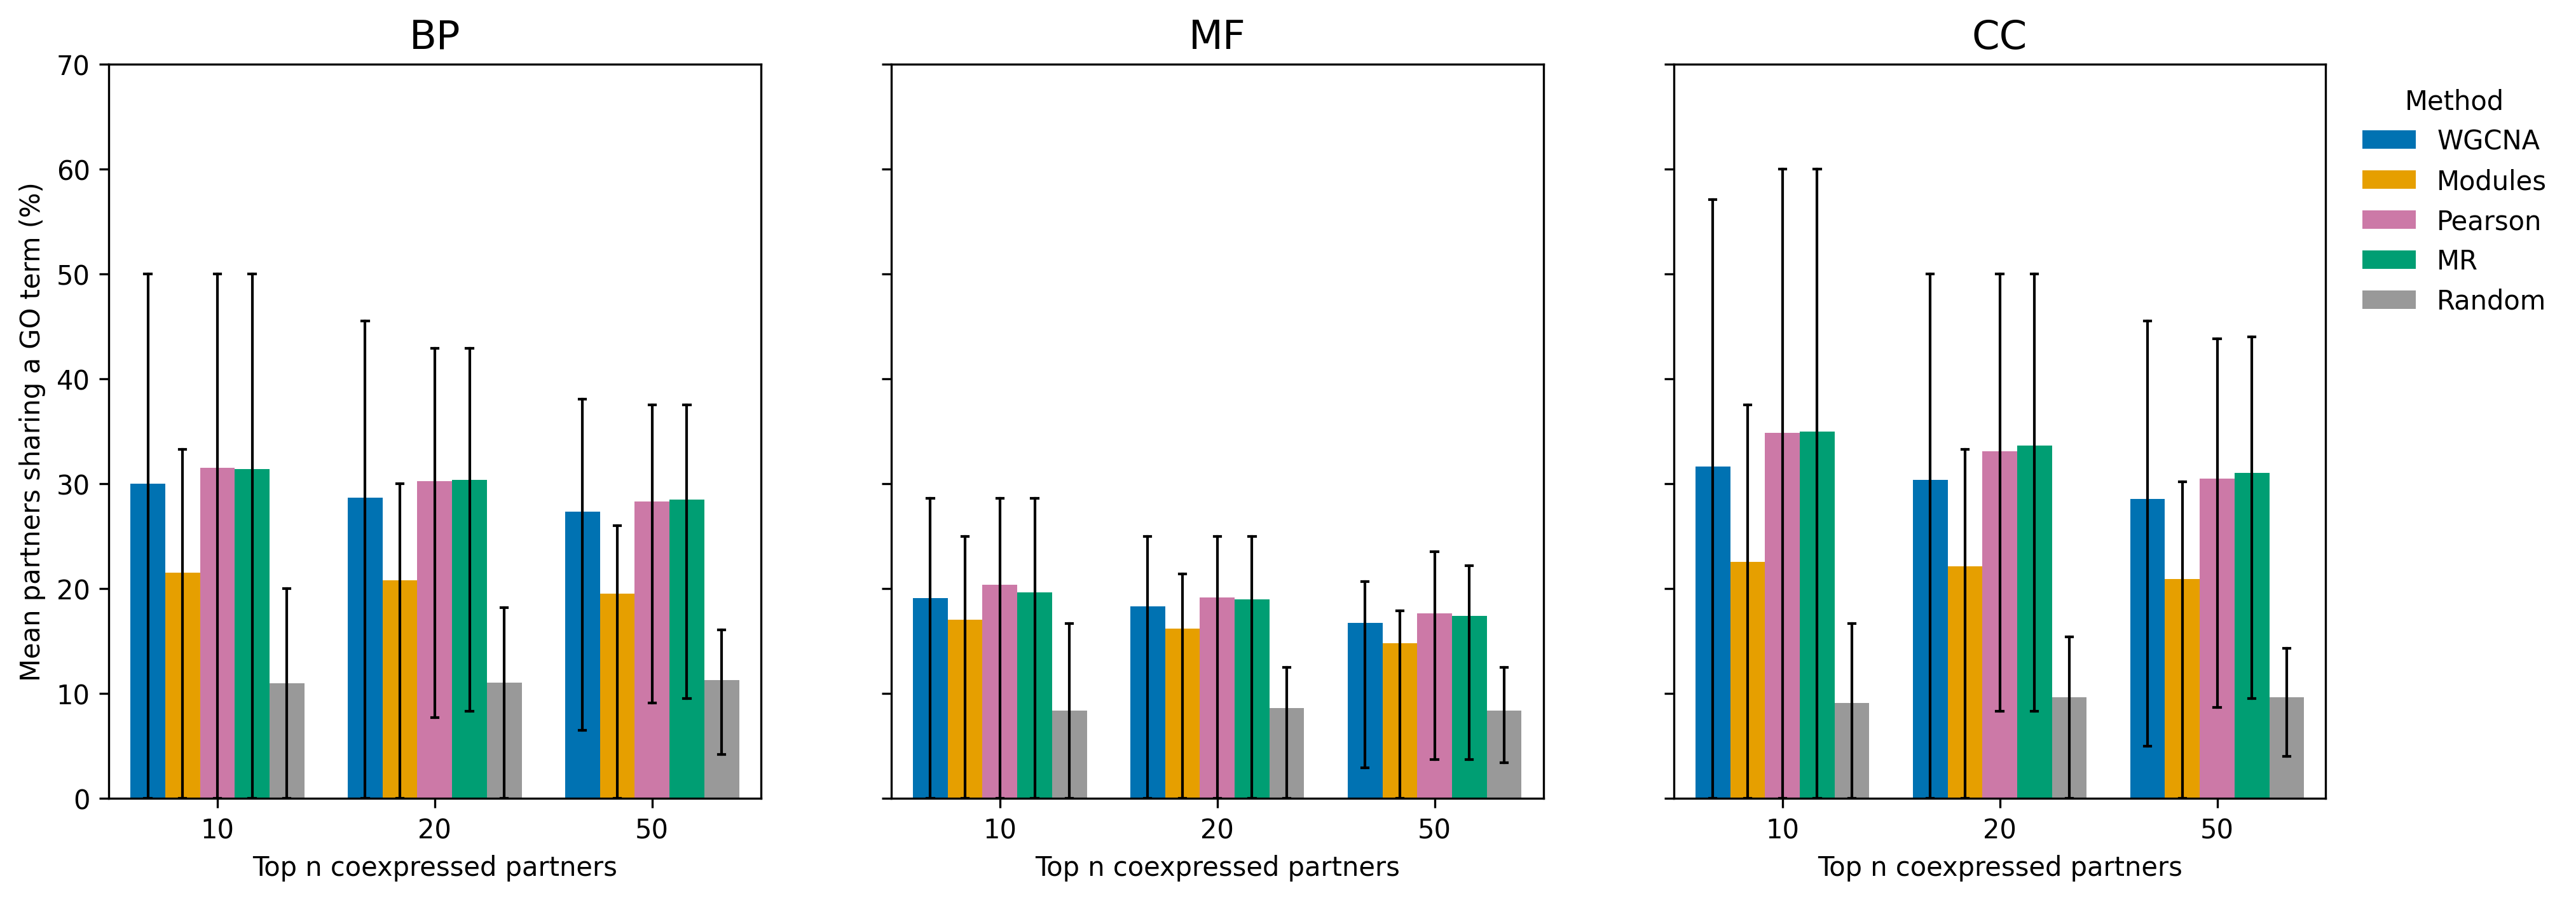 BP
MF
CC
70
60
50
40
30
20
10
0
Mean partners sharing a GO term (%)
10 20 50
10 20 50
10 20 50
Top n coexpressed partners
Top n coexpressed partners
Top n coexpressed partners
Method
WGCNA
Modules
Pearson
MR
Random